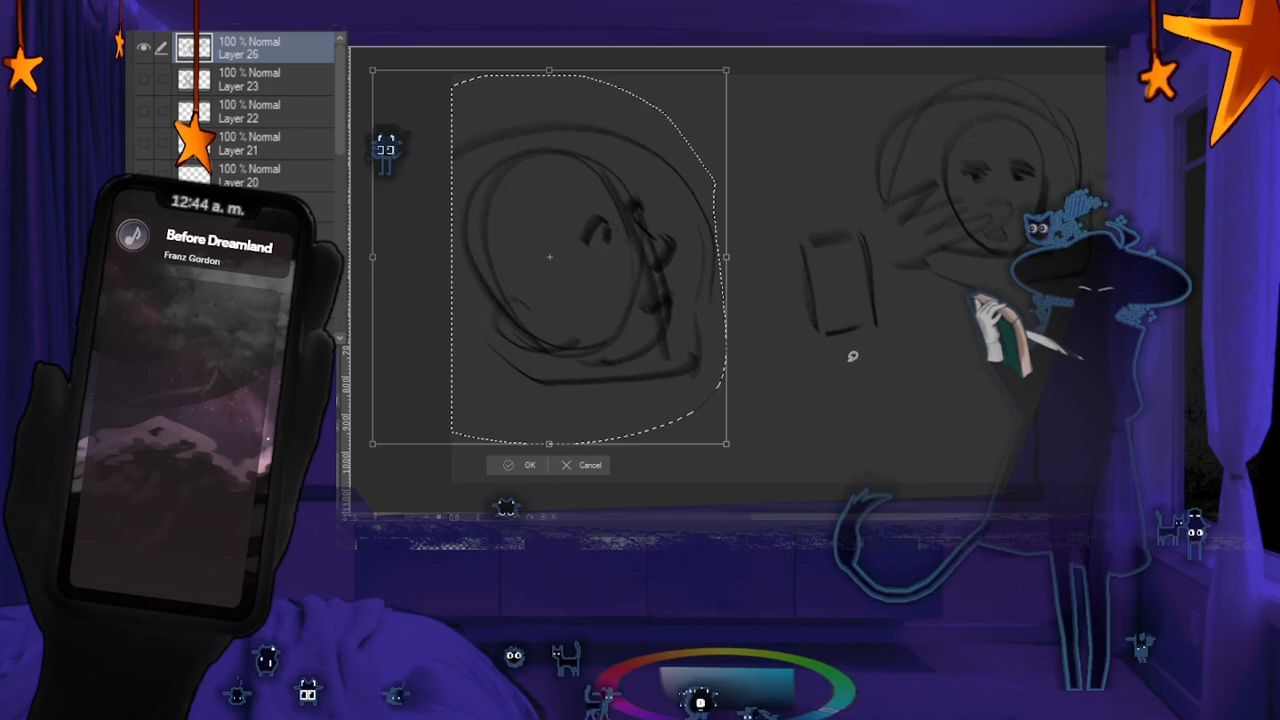 100 % Normal
Layer 26
100 % Normal
Layer 23
100 % Normal
Layer 22
100 % Normal
Layer 21
100 % Normal
Layer 20
12:44 a. m.
Before Dreamland
Franz Gordon
OK
Cancel